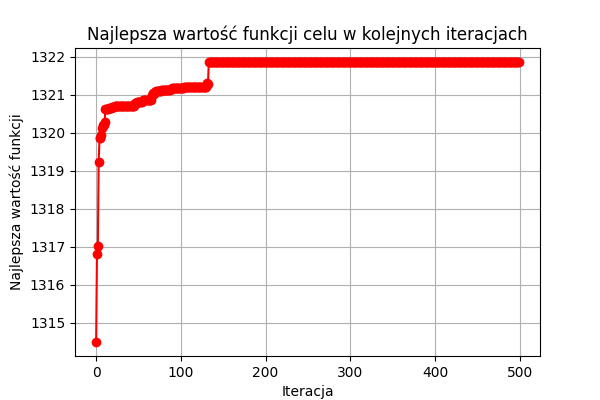 Najlepsza wartość funkcji celu w kolejnych iteracjach
Najlepsza wartość funkcji
1322
1321
1320
1319
1318
1317
1316
1315
0 100 200 300 400 500
Iteracja